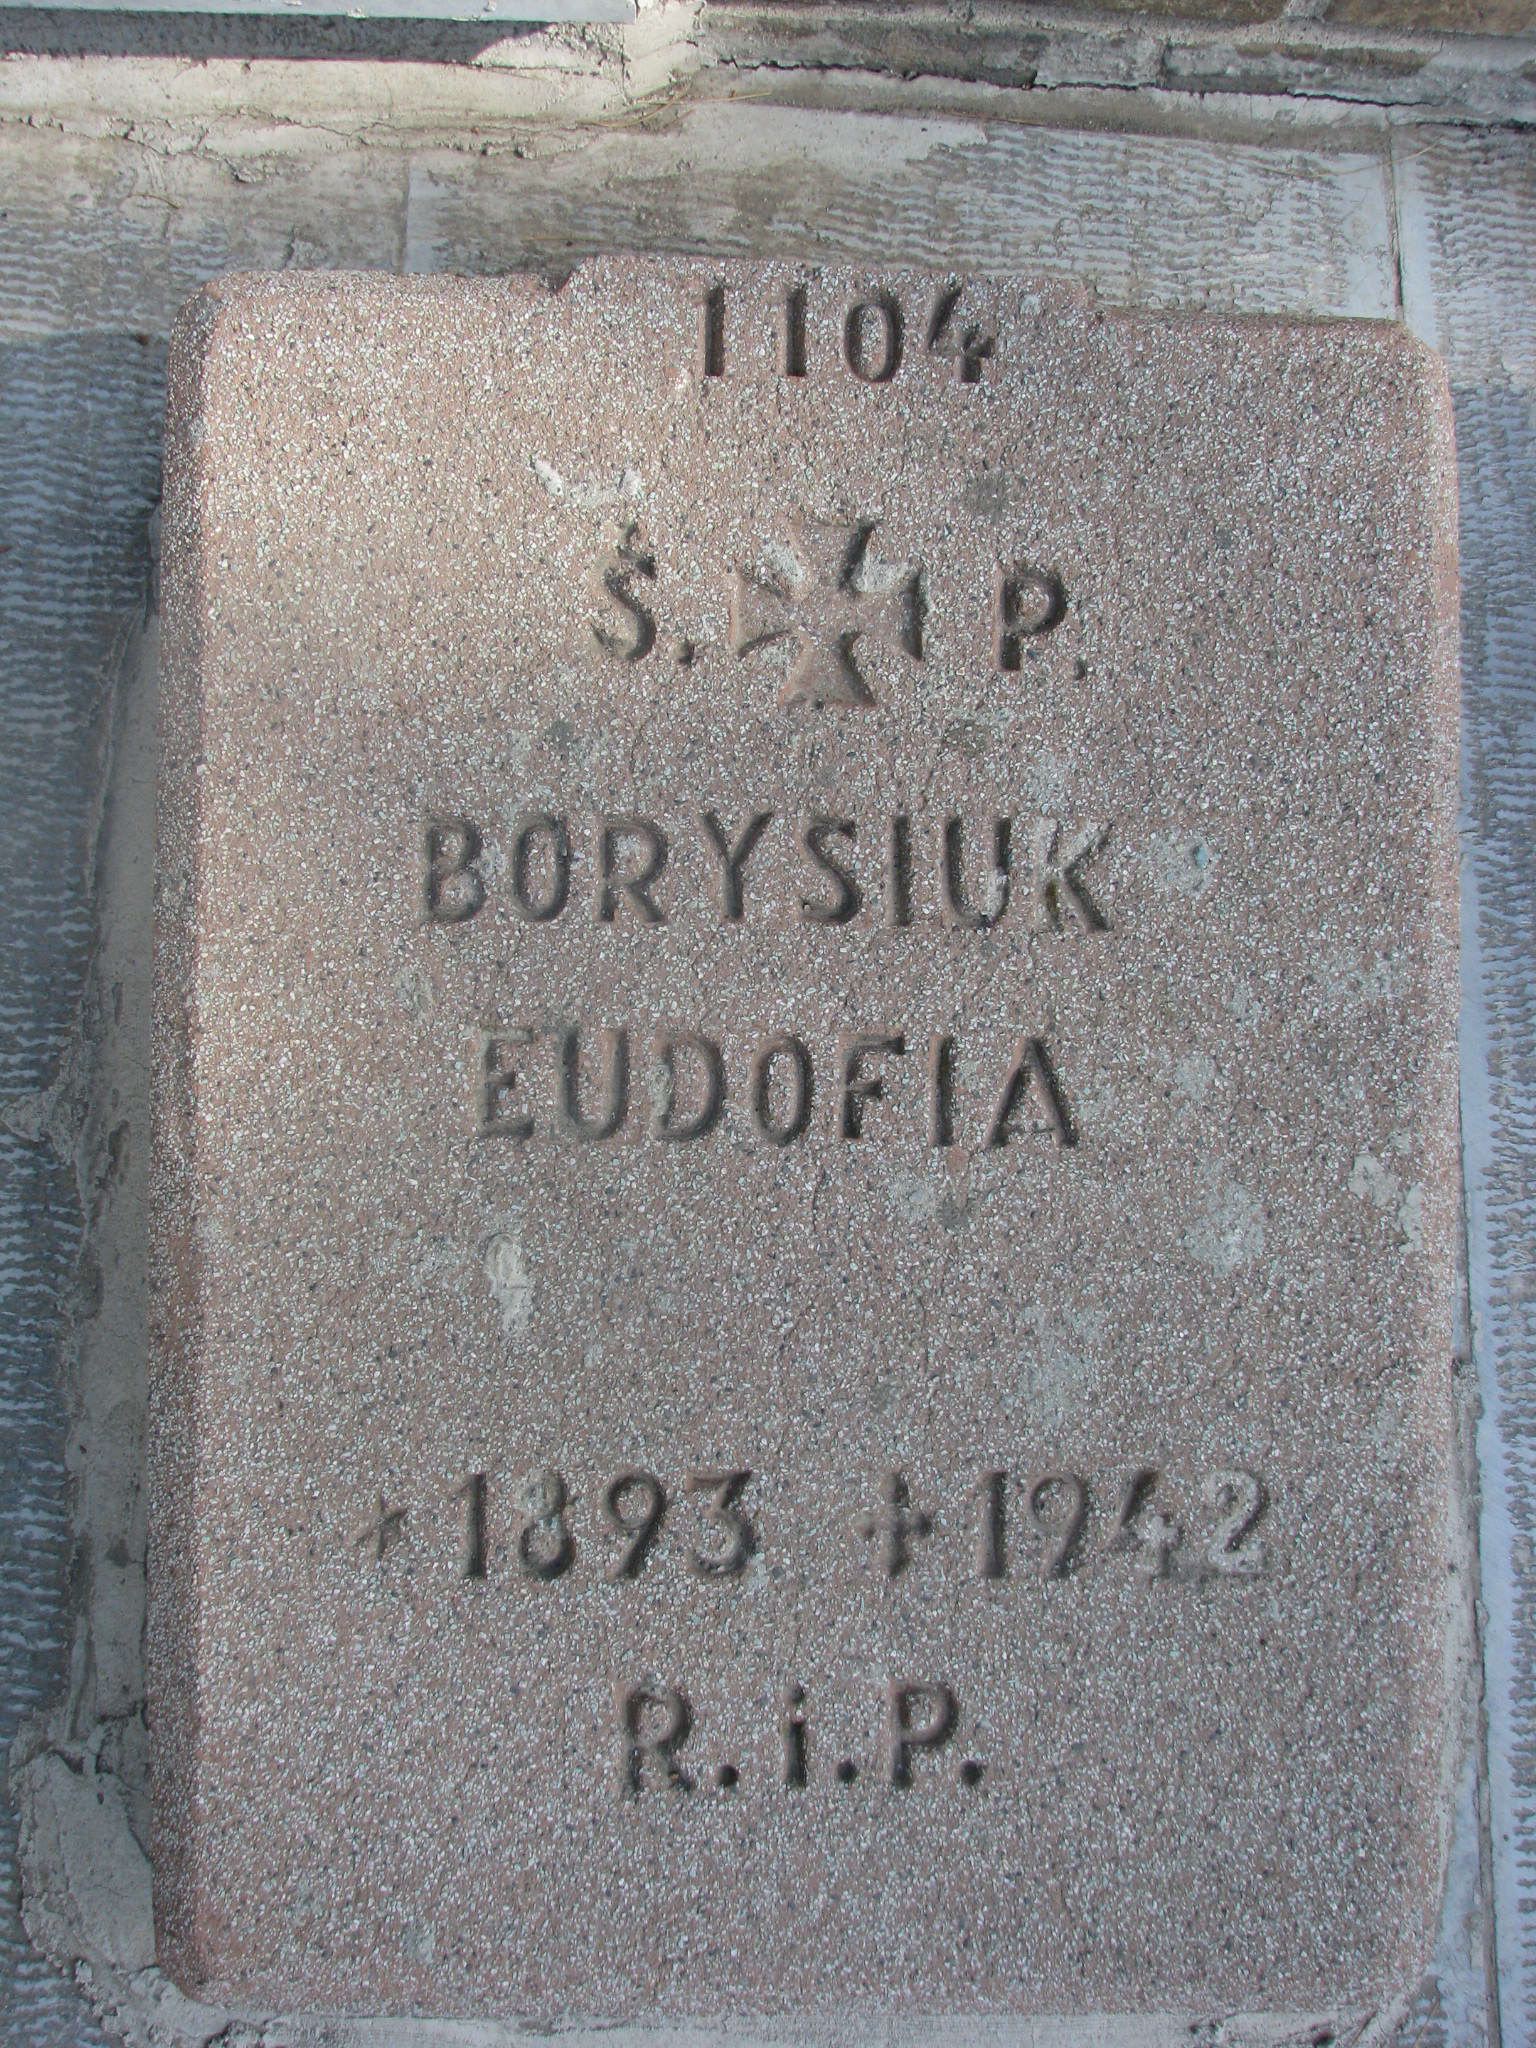 1104
Ś. ✠ P.
BORYSIUK
EUDOFIA
* 1893 † 1942
R.i.P.